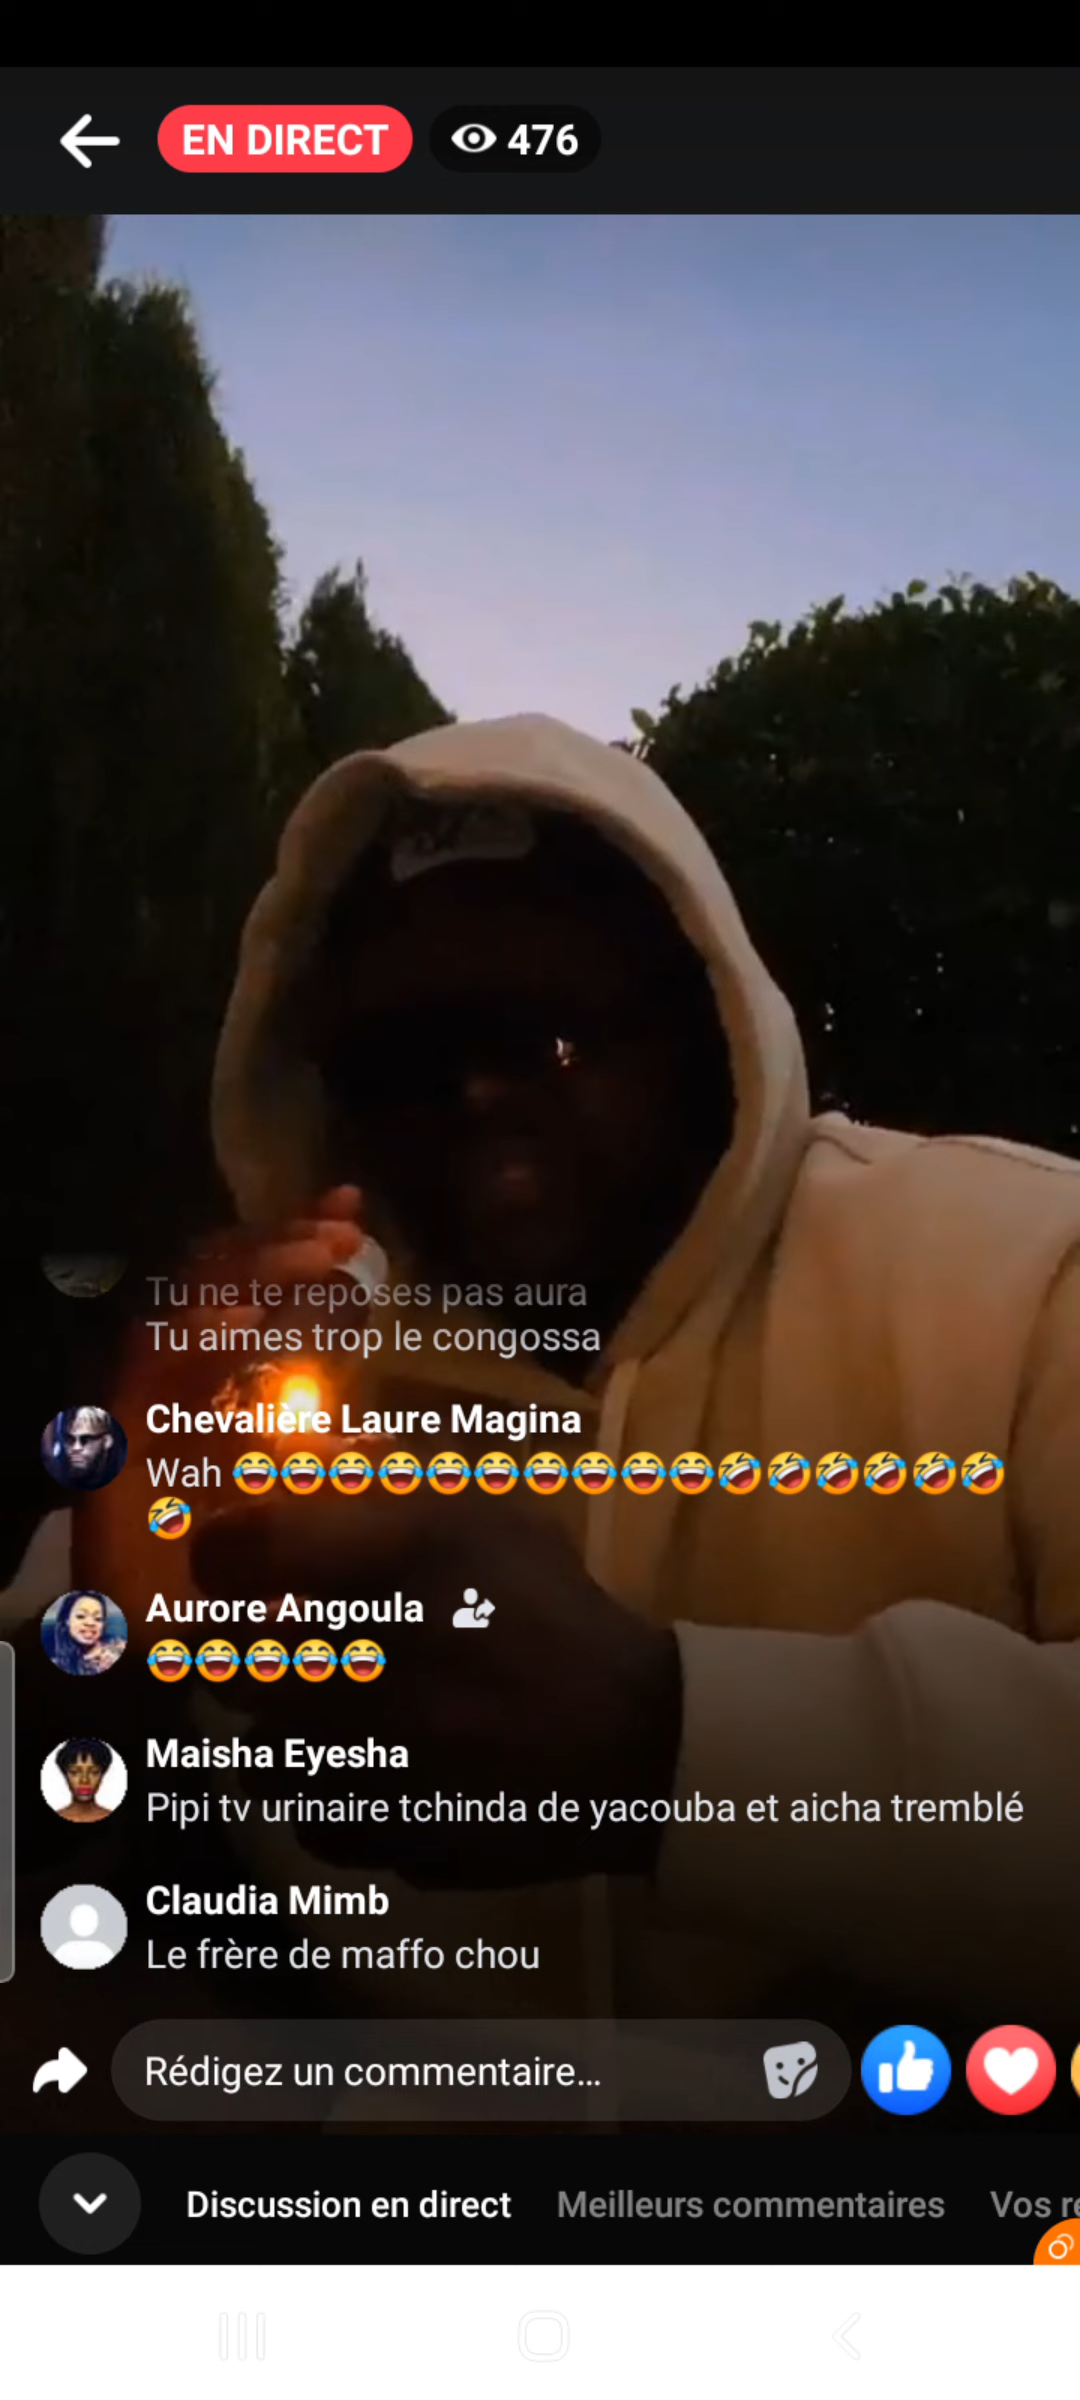 EN DIRECT 476
Tu ne te reposes pas aura
Tu aimes trop le congossa
Chevalière Laure Magina
Wah 😂😂😂😂😂😂😂😂😂😂🤣🤣🤣🤣🤣🤣
🤣
Aurore Angoula
😂😂😂😂😂
Maisha Eyesha
Pipi tv urinaire tchinda de yacouba et aicha tremblé
Claudia Mimb
Le frère de maffo chou
Rédigez un commentaire...
Discussion en direct Meilleurs commentaires Vos